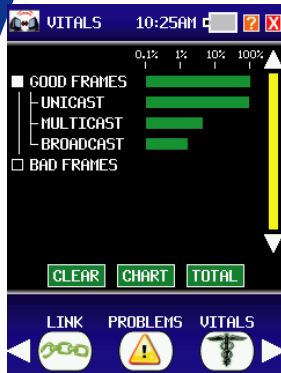 VITALS 10:25AM ? X
0.1% 1% 10% 100%
GOOD FRAMES
UNICAST
MULTICAST
BROADCAST
BAD FRAMES
CLEAR CHART TOTAL
LINK PROBLEMS VITALS